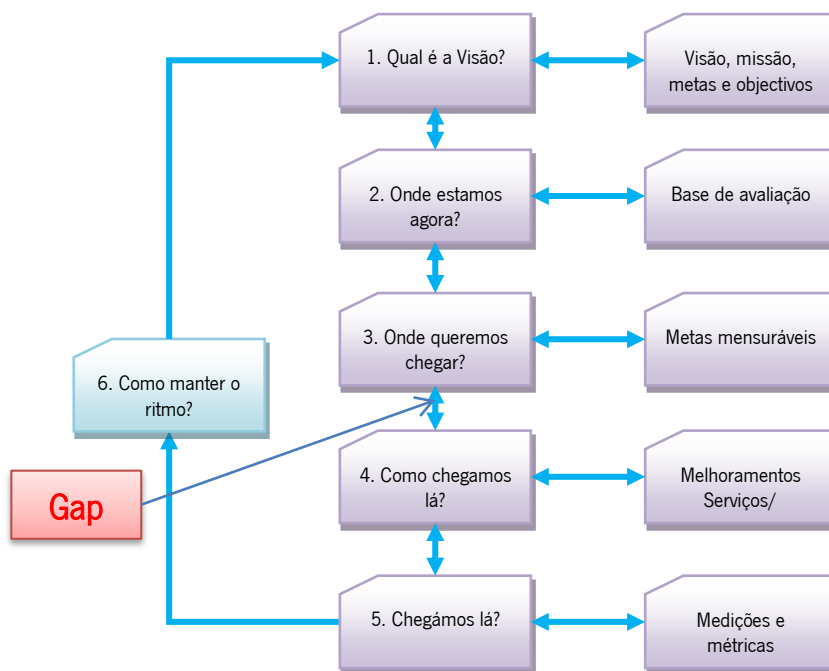 1. Qual é a Visão?
Visão, missão,
metas e objectivos
2. Onde estamos
agora?
Base de avaliação
3. Onde queremos
chegar?
Metas mensuráveis
6. Como manter o
ritmo?
4. Como chegamos
lá?
Melhoramentos
Serviços/
Gap
5. Chegámos lá?
Medições e
métricas